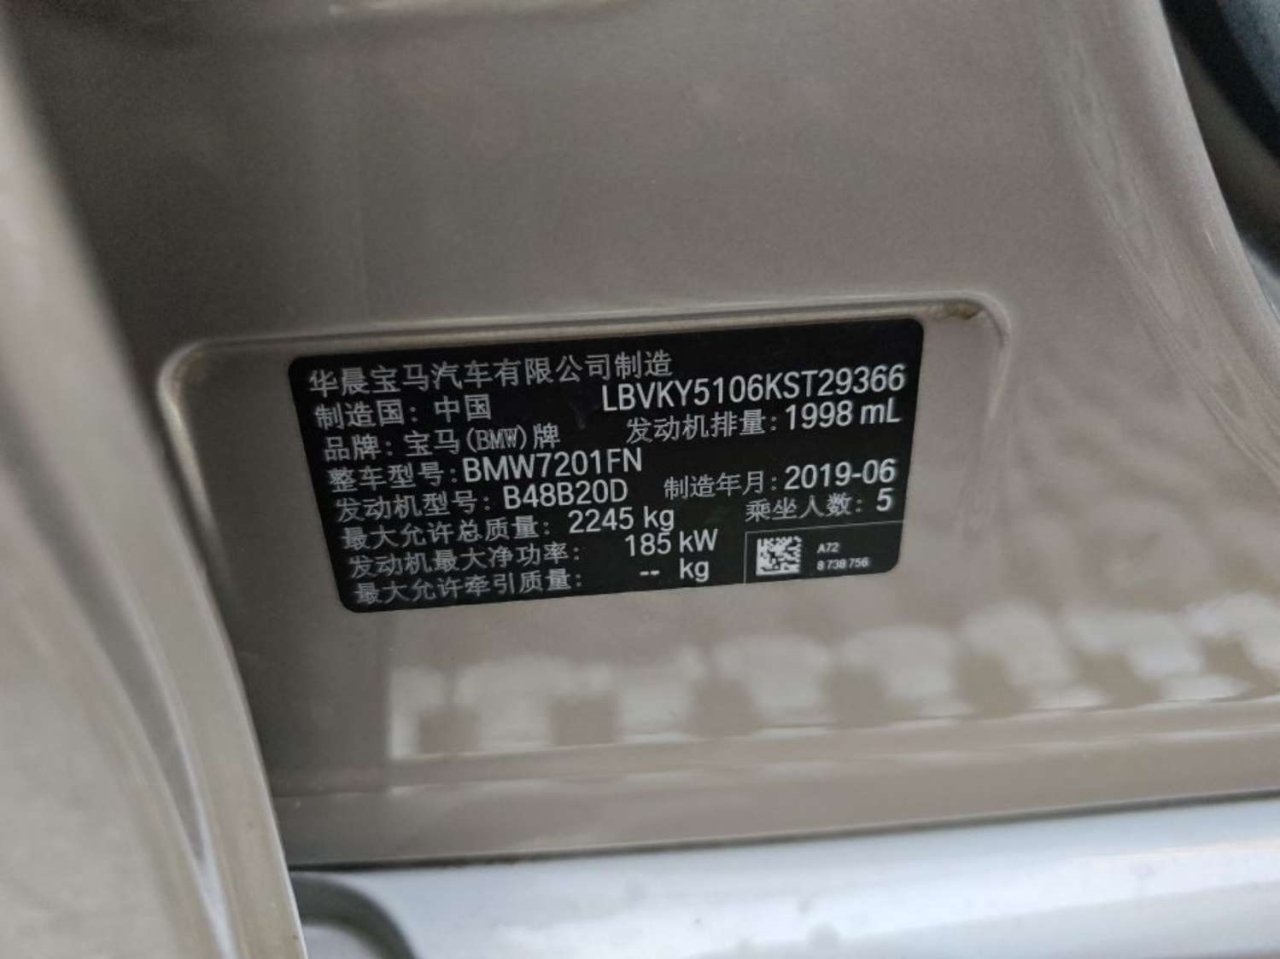 华晨宝马汽车有限公司制造
制造国：中国 LBVKY5106KST29366
品牌：宝马(BMW)牌 发动机排量：1998 mL
整车型号：BMW7201FN
发动机型号：B48B20D 制造年月：2019-06
最大允许总质量：2245 kg 乘坐人数：5
发动机最大净功率：185 kW
最大允许牵引质量：-- kg
A72
8 738 756